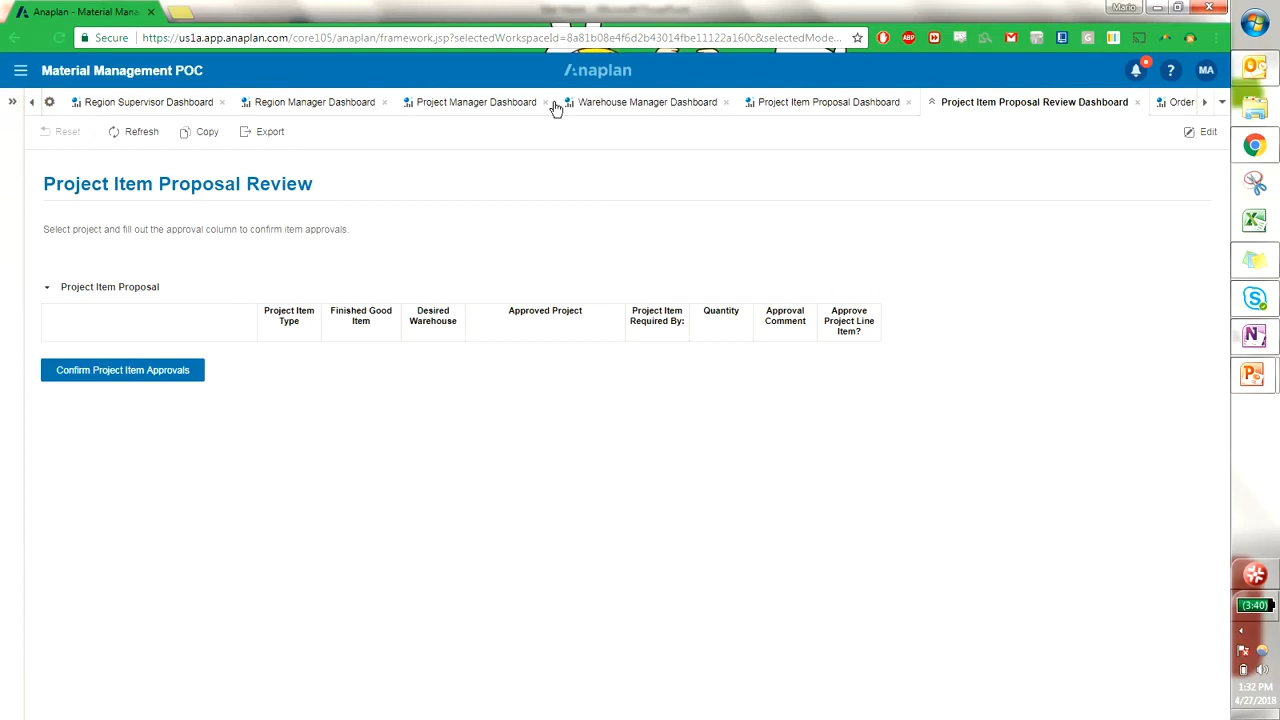 Anaplan - Material Mana
Mario
Secure
https://us1a.app.anaplan.com/core105/anaplan/framework.jsp?selectedWorkspaceId=8a81b08e4f6d2b43014fbe11122a160c&selectedMode...
Material Management POC
Anaplan
?
MA
Region Supervisor Dashboard
Region Manager Dashboard
Project Manager Dashboard
Warehouse Manager Dashboard
Project Item Proposal Dashboard
Project Item Proposal Review Dashboard
Order
Reset
Refresh
Copy
Export
Edit
Project Item Proposal Review
Select project and fill out the approval column to confirm item approvals.
Project Item Proposal
Project Item
Type
Finished Good
Item
Desired
Warehouse
Approved Project
Project Item
Required By:
Quantity
Approval
Comment
Approve
Project Line
Item?
Confirm Project Item Approvals
(3:40)
1:32 PM
4/27/2018